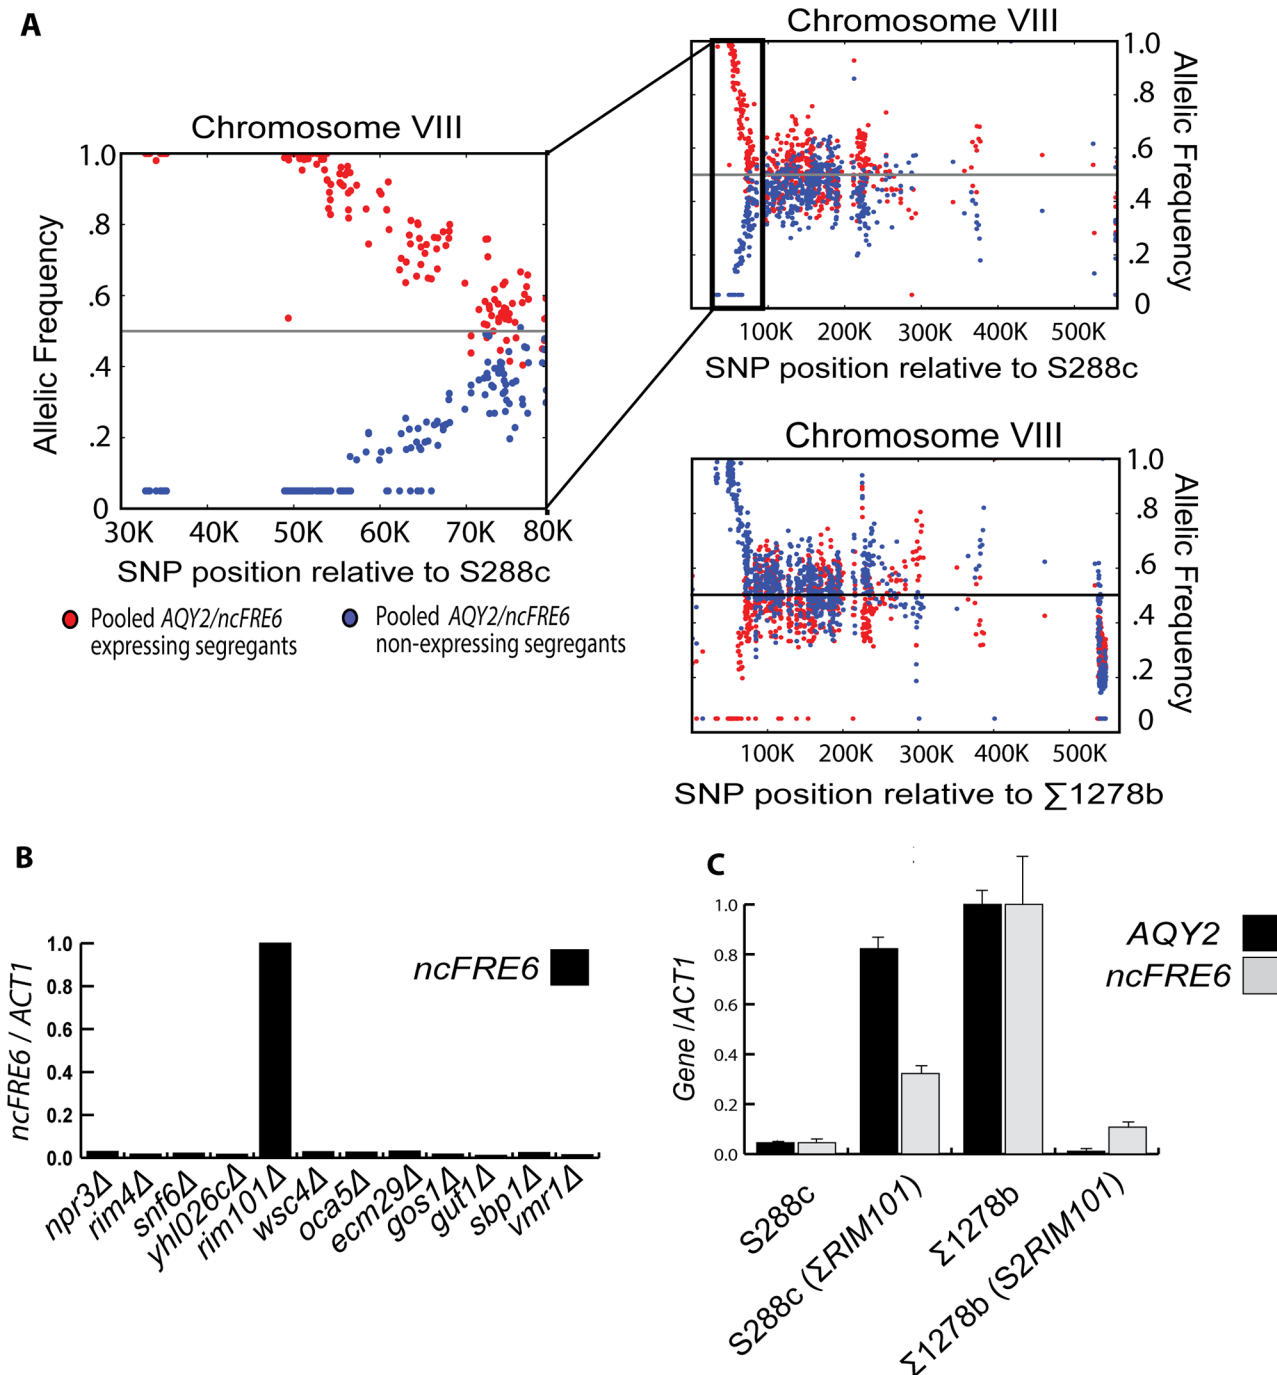 A
Chromosome VIII
1.0
.8
.6
.4
.2
0
Allelic Frequency
30K 40K 50K 60K 70K 80K
SNP position relative to S288c
Pooled AQY2/ncFRE6
expressing segregants
Pooled AQY2/ncFRE6
non-expressing segregants
Chromosome VIII
1.0
.8
.6
.4
.2
0
Allelic Frequency
100K 200K 300K 400K 500K
SNP position relative to S288c
Chromosome VIII
1.0
.8
.6
.4
.2
0
Allelic Frequency
100K 200K 300K 400K 500K
SNP position relative to ∑1278b
B
1.0
0.8
0.6
0.4
0.2
0.0
ncFRE6 / ACT1
ncFRE6
npr3Δ
rim4Δ
snf6Δ
yhl026cΔ
rim101Δ
wsc4Δ
oca5Δ
ecm29Δ
gos1Δ
gut1Δ
sbp1Δ
vmr1Δ
C
1.0
0.8
0.6
0.4
0.2
0.0
Gene /ACT1
AQY2
ncFRE6
S288c
S288c (ΣRIM101)
Σ1278b
Σ1278b (S2RIM101)